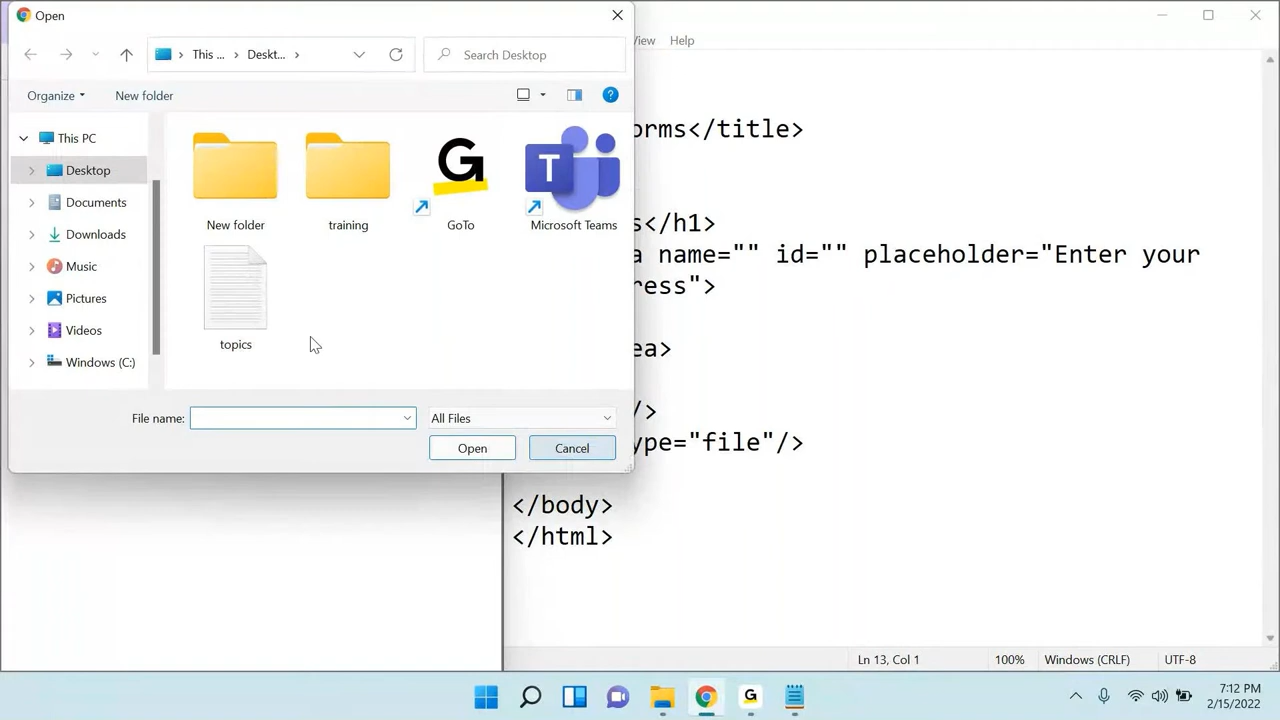 Open
This ...
Deskt...
Search Desktop
Organize
New folder
This PC
Desktop
Documents
Downloads
Music
Pictures
Videos
Windows (C:)
G
T
New folder
training
GoTo
Microsoft Teams
topics
File name:
All Files
Open
Cancel
View
Help
orms</title>
s</h1>
a name="" id="" placeholder="Enter your
ress">
ea>
/>
ype="file"/>
</body>
</html>
Ln 13, Col 1
100%
Windows (CRLF)
UTF-8
G
7:12 PM
2/15/2022